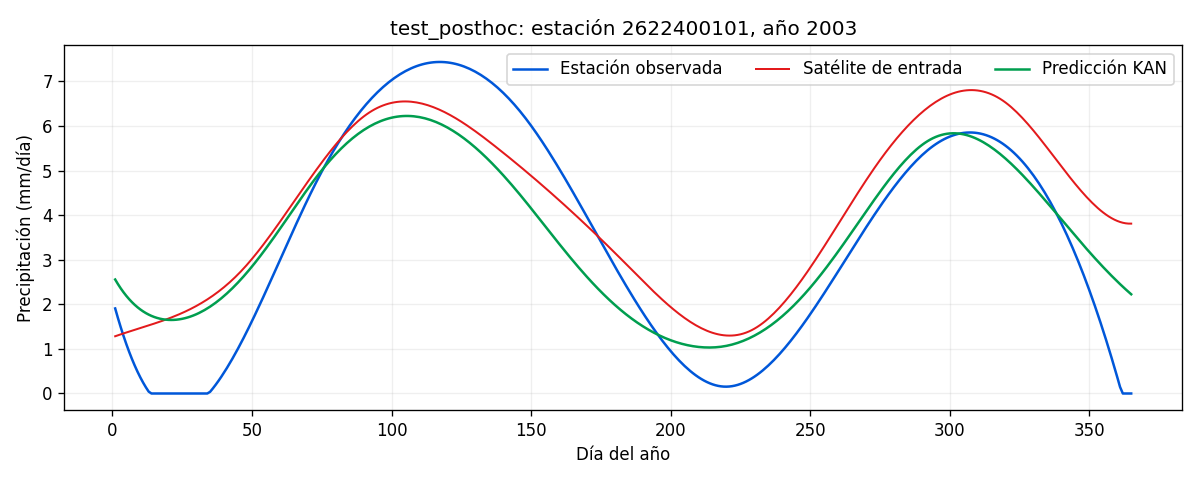 test_posthoc: estación 2622400101, año 2003
Estación observada Satélite de entrada Predicción KAN
Precipitación (mm/día)
7
6
5
4
3
2
1
0
0 50 100 150 200 250 300 350
Día del año